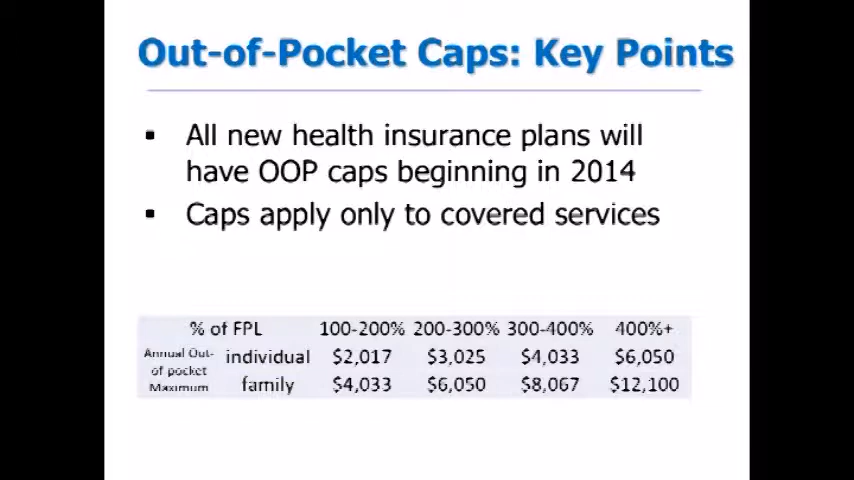 Out-of-Pocket Caps: Key Points
▪ All new health insurance plans will
have OOP caps beginning in 2014
▪ Caps apply only to covered services
% of FPL 100-200% 200-300% 300-400% 400%+
Annual Out-of pocket Maximum
individual $2,017 $3,025 $4,033 $6,050
family $4,033 $6,050 $8,067 $12,100